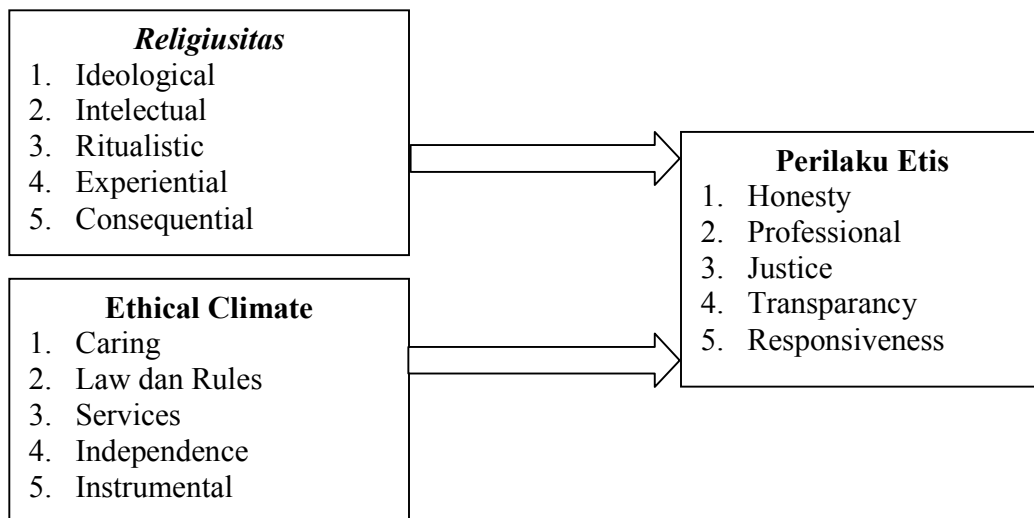 Religiusitas
1. Ideological
2. Intelectual
3. Ritualistic
4. Experiential
5. Consequential
Ethical Climate
1. Caring
2. Law dan Rules
3. Services
4. Independence
5. Instrumental
Perilaku Etis
1. Honesty
2. Professional
3. Justice
4. Transparancy
5. Responsiveness